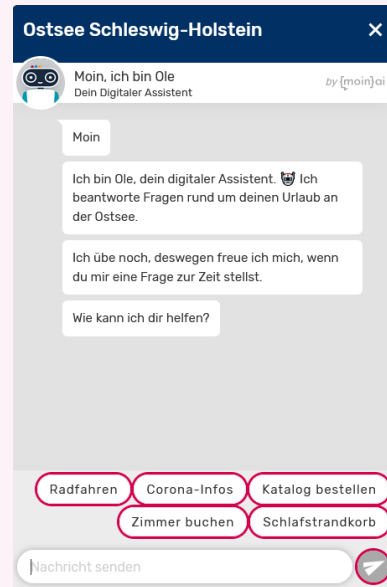 Ostsee Schleswig-Holstein
Moin, ich bin Ole
Dein Digitaler Assistent
by {moin}ai
Moin
Ich bin Ole, dein digitaler Assistent. 🤖 Ich
beantworte Fragen rund um deinen Urlaub an
der Ostsee.
Ich übe noch, deswegen freue ich mich, wenn
du mir eine Frage zur Zeit stellst.
Wie kann ich dir helfen?
Radfahren Corona-Infos Katalog bestellen
Zimmer buchen Schlafstrandkorb
Nachricht senden